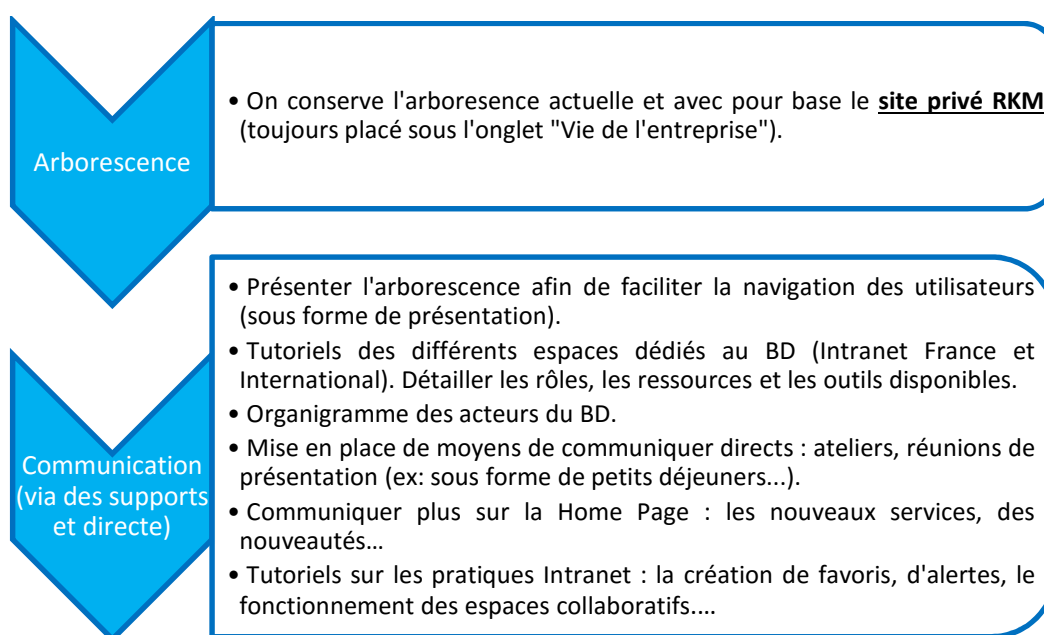 Arborescence
• On conserve l'arboresence actuelle et avec pour base le site privé RKM
(toujours placé sous l'onglet "Vie de l'entreprise").
Communication
(via des supports
et directe)
• Présenter l'arborescence afin de faciliter la navigation des utilisateurs
(sous forme de présentation).
• Tutoriels des différents espaces dédiés au BD (Intranet France et
International). Détailler les rôles, les ressources et les outils disponibles.
• Organigramme des acteurs du BD.
• Mise en place de moyens de communiquer directs : ateliers, réunions de
présentation (ex: sous forme de petits déjeuners...).
• Communiquer plus sur la Home Page : les nouveaux services, des
nouveautés…
• Tutoriels sur les pratiques Intranet : la création de favoris, d'alertes, le
fonctionnement des espaces collaboratifs....